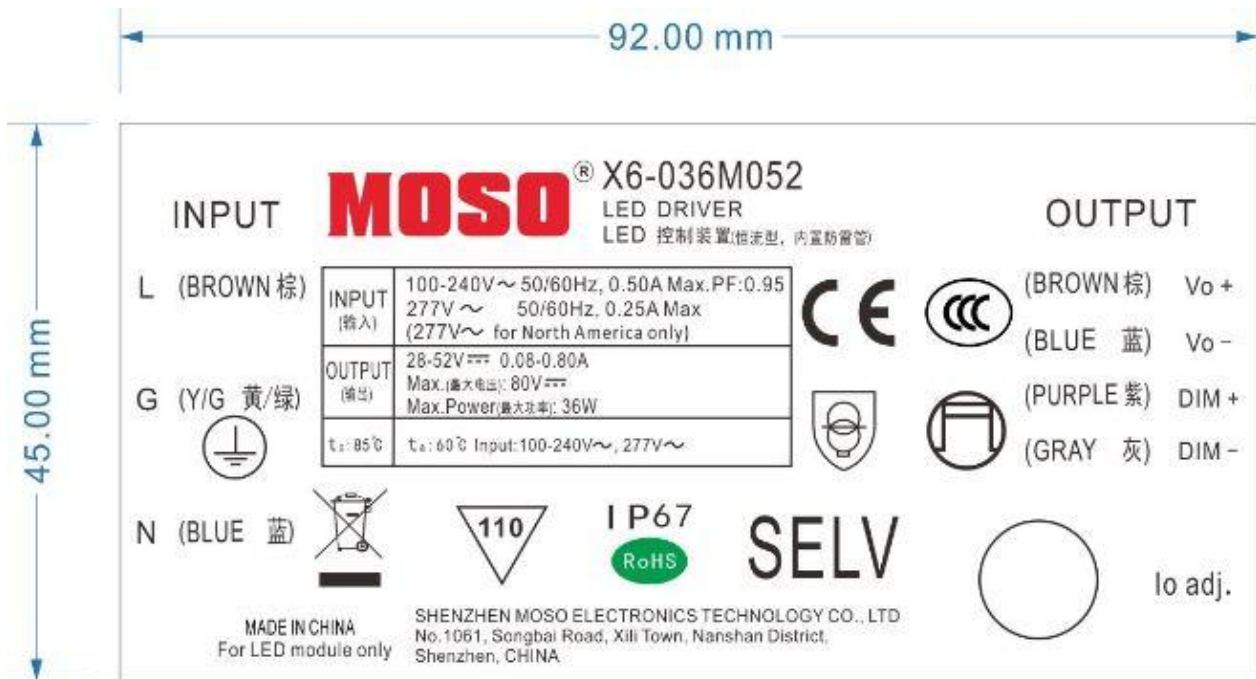 92.00 mm
45.00 mm
INPUT
MOSO®
X6-036M052
LED DRIVER
LED 控制装置(恒流型，内置防雷管)
OUTPUT
L (BROWN 棕)
G (Y/G 黄/绿)
N (BLUE 蓝)
INPUT (输入)
100-240V～ 50/60Hz, 0.50A Max.PF:0.95
277V～ 50/60Hz, 0.25A Max
(277V～ for North America only)
OUTPUT (输出)
28-52V⎓ 0.08-0.80A
Max.(最大电压): 80V⎓
Max.Power(最大功率): 36W
tc: 85℃
ta: 60℃ Input:100-240V～, 277V～
CE
CCC
(BROWN 棕) Vo +
(BLUE 蓝) Vo −
(PURPLE 紫) DIM +
(GRAY 灰) DIM −
110
IP67
RoHS
SELV
Io adj.
MADE IN CHINA
For LED module only
SHENZHEN MOSO ELECTRONICS TECHNOLOGY CO., LTD
No.1061, Songbai Road, Xili Town, Nanshan District,
Shenzhen, CHINA